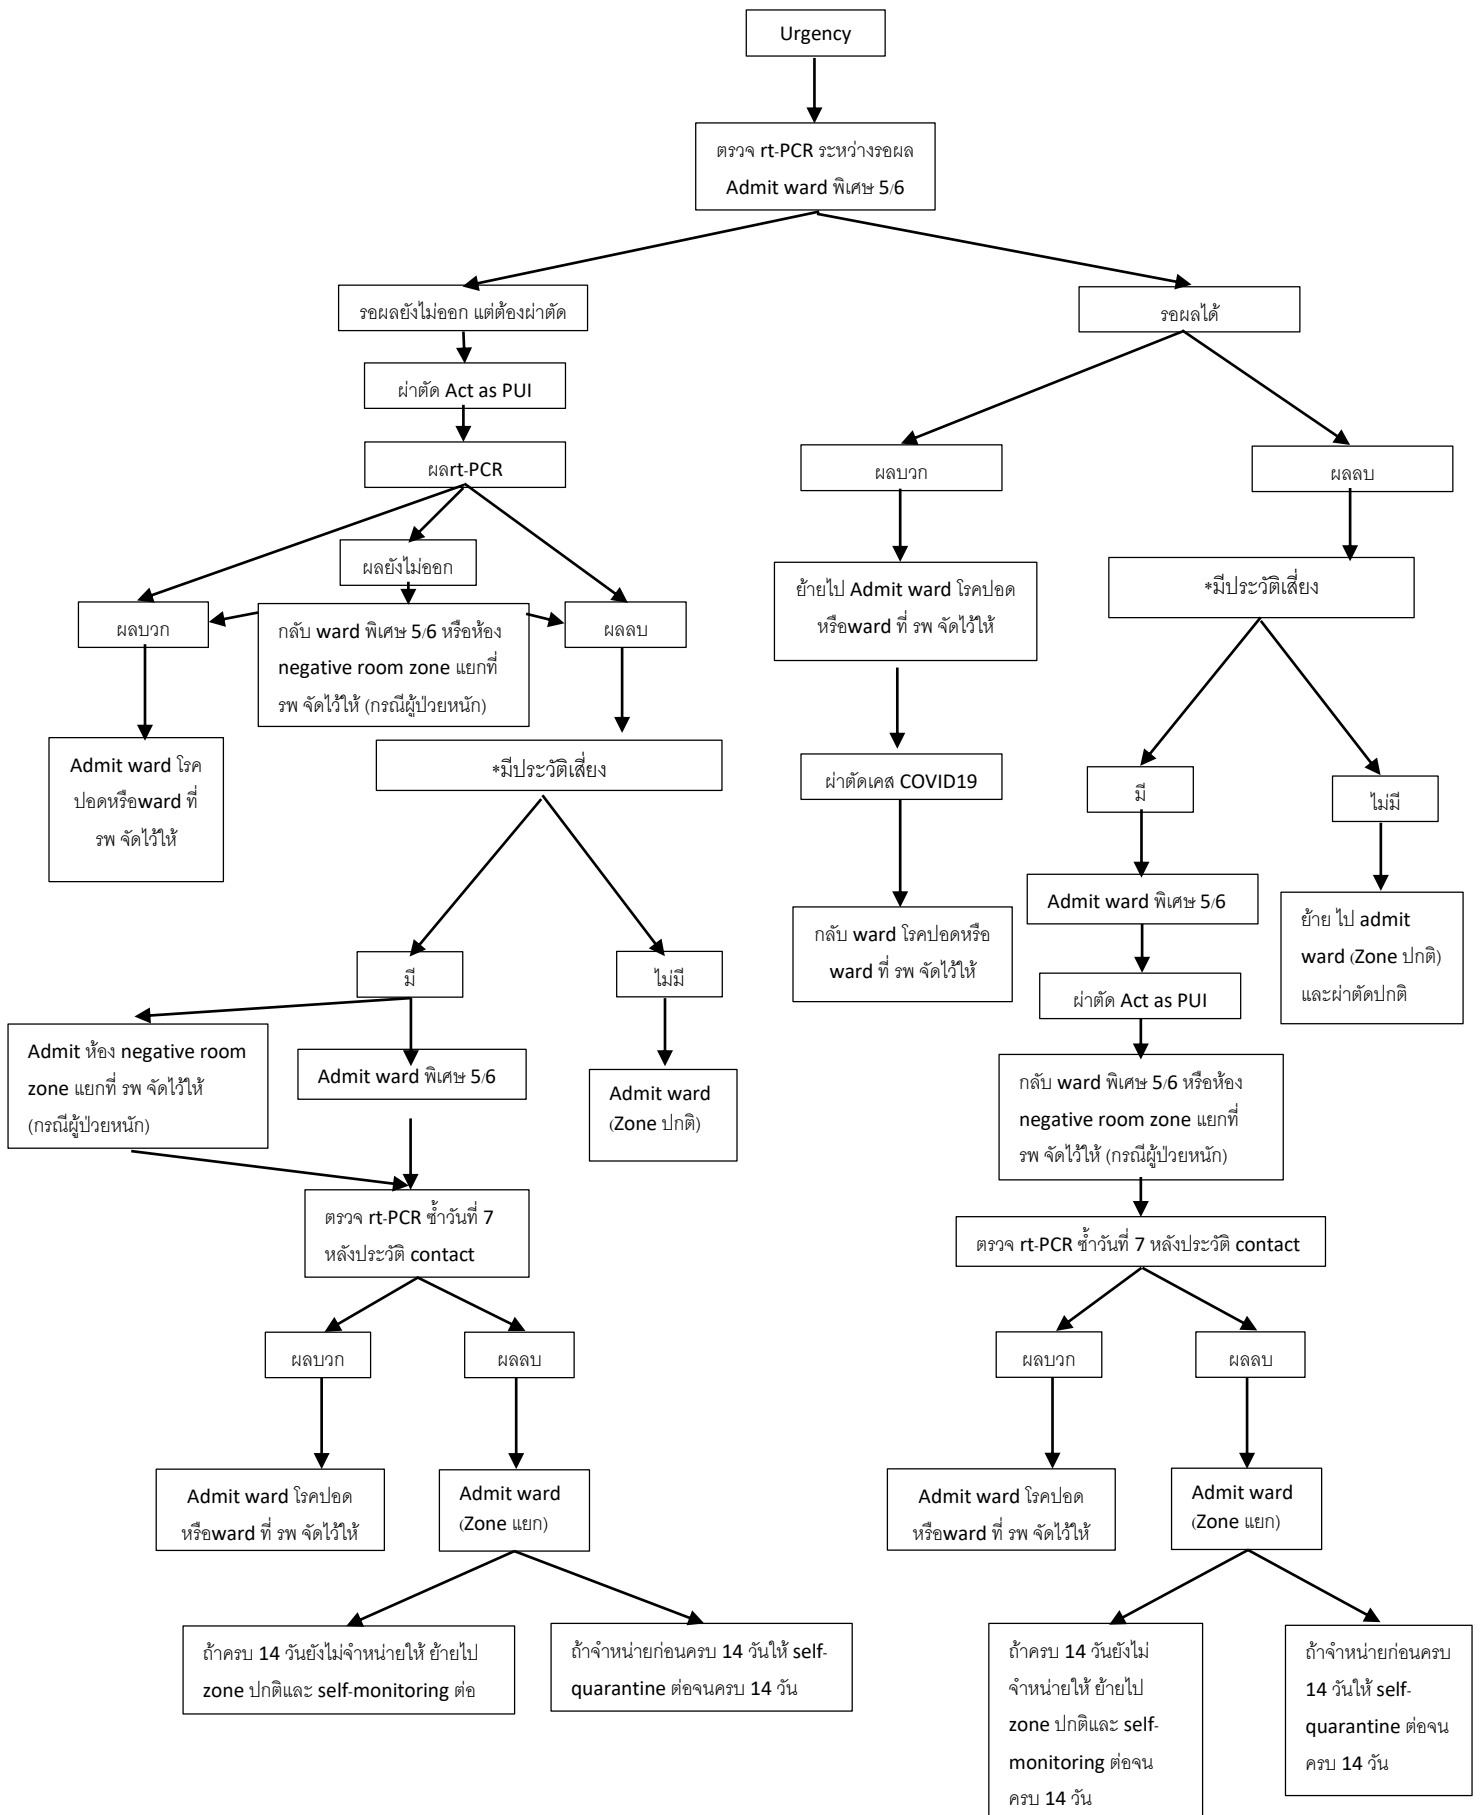 Urgency
ตรวจ rt-PCR ระหว่างรอผล
Admit ward พิเศษ 5/6
รอผลยังไม่ออก แต่ต้องผ่าตัด
รอผลได้
ผ่าตัด Act as PUI
ผลrt-PCR
ผลบวก
ผลลบ
ผลยังไม่ออก
ผลบวก
กลับ ward พิเศษ 5/6 หรือห้อง
negative room zone แยกที่
รพ จัดไว้ให้ (กรณีผู้ป่วยหนัก)
ผลลบ
ย้ายไป Admit ward โรคปอด
หรือward ที่ รพ จัดไว้ให้
*มีประวัติเสี่ยง
Admit ward โรค
ปอดหรือward ที่
รพ จัดไว้ให้
*มีประวัติเสี่ยง
ผ่าตัดเคส COVID19
มี
ไม่มี
กลับ ward โรคปอดหรือ
ward ที่ รพ จัดไว้ให้
Admit ward พิเศษ 5/6
ย้าย ไป admit
ward (Zone ปกติ)
และผ่าตัดปกติ
มี
ไม่มี
ผ่าตัด Act as PUI
Admit ห้อง negative room
zone แยกที่ รพ จัดไว้ให้
(กรณีผู้ป่วยหนัก)
Admit ward พิเศษ 5/6
Admit ward
(Zone ปกติ)
กลับ ward พิเศษ 5/6 หรือห้อง
negative room zone แยกที่
รพ จัดไว้ให้ (กรณีผู้ป่วยหนัก)
ตรวจ rt-PCR ซ้ำวันที่ 7
หลังประวัติ contact
ตรวจ rt-PCR ซ้ำวันที่ 7 หลังประวัติ contact
ผลบวก
ผลลบ
ผลบวก
ผลลบ
Admit ward โรคปอด
หรือward ที่ รพ จัดไว้ให้
Admit ward
(Zone แยก)
Admit ward โรคปอด
หรือward ที่ รพ จัดไว้ให้
Admit ward
(Zone แยก)
ถ้าครบ 14 วันยังไม่จำหน่ายให้ ย้ายไป
zone ปกติและ self-monitoring ต่อ
ถ้าจำหน่ายก่อนครบ 14 วันให้ self-
quarantine ต่อจนครบ 14 วัน
ถ้าครบ 14 วันยังไม่
จำหน่ายให้ ย้ายไป
zone ปกติและ self-
monitoring ต่อจน
ครบ 14 วัน
ถ้าจำหน่ายก่อนครบ
14 วันให้ self-
quarantine ต่อจน
ครบ 14 วัน